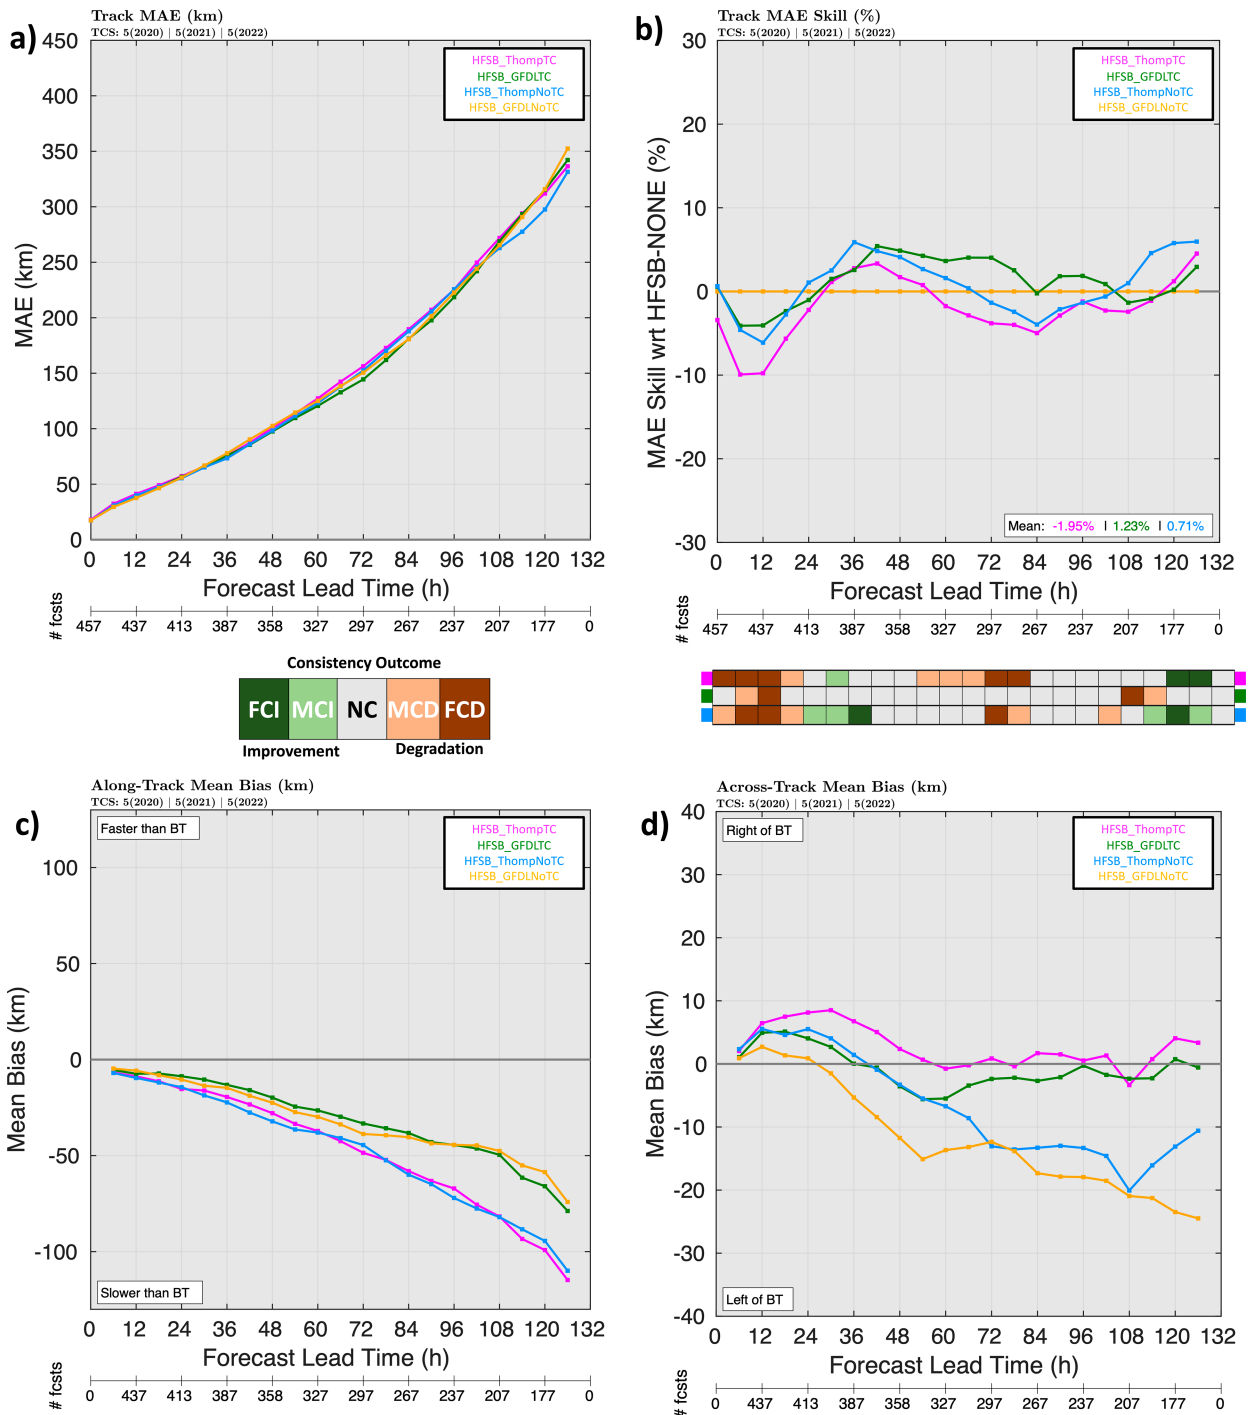 a)
Track MAE (km)
TCS: 5(2020) | 5(2021) | 5(2022)
450
400
350
300
250
200
150
100
50
0
MAE (km)
HFSB_ThompTC
HFSB_GFDLTC
HFSB_ThompNoTC
HFSB_GFDLNoTC
0 12 24 36 48 60 72 84 96 108 120 132
Forecast Lead Time (h)
# fcsts
457 437 413 387 358 327 297 267 237 207 177 0
b)
Track MAE Skill (%)
TCS: 5(2020) | 5(2021) | 5(2022)
30
20
10
0
-10
-20
-30
MAE Skill wrt HFSB-NONE (%)
HFSB_ThompTC
HFSB_GFDLTC
HFSB_ThompNoTC
HFSB_GFDLNoTC
Mean: -1.95% | 1.23% | 0.71%
0 12 24 36 48 60 72 84 96 108 120 132
Forecast Lead Time (h)
# fcsts
457 437 413 387 358 327 297 267 237 207 177 0
Consistency Outcome
FCI MCI NC MCD FCD
Improvement Degradation
c)
Along-Track Mean Bias (km)
TCS: 5(2020) | 5(2021) | 5(2022)
Faster than BT
100
50
0
-50
-100
Mean Bias (km)
HFSB_ThompTC
HFSB_GFDLTC
HFSB_ThompNoTC
HFSB_GFDLNoTC
Slower than BT
0 12 24 36 48 60 72 84 96 108 120 132
Forecast Lead Time (h)
# fcsts
0 437 413 387 358 327 297 267 237 207 177 0
d)
Across-Track Mean Bias (km)
TCS: 5(2020) | 5(2021) | 5(2022)
Right of BT
40
30
20
10
0
-10
-20
-30
-40
Mean Bias (km)
HFSB_ThompTC
HFSB_GFDLTC
HFSB_ThompNoTC
HFSB_GFDLNoTC
Left of BT
0 12 24 36 48 60 72 84 96 108 120 132
Forecast Lead Time (h)
# fcsts
0 437 413 387 358 327 297 267 237 207 177 0